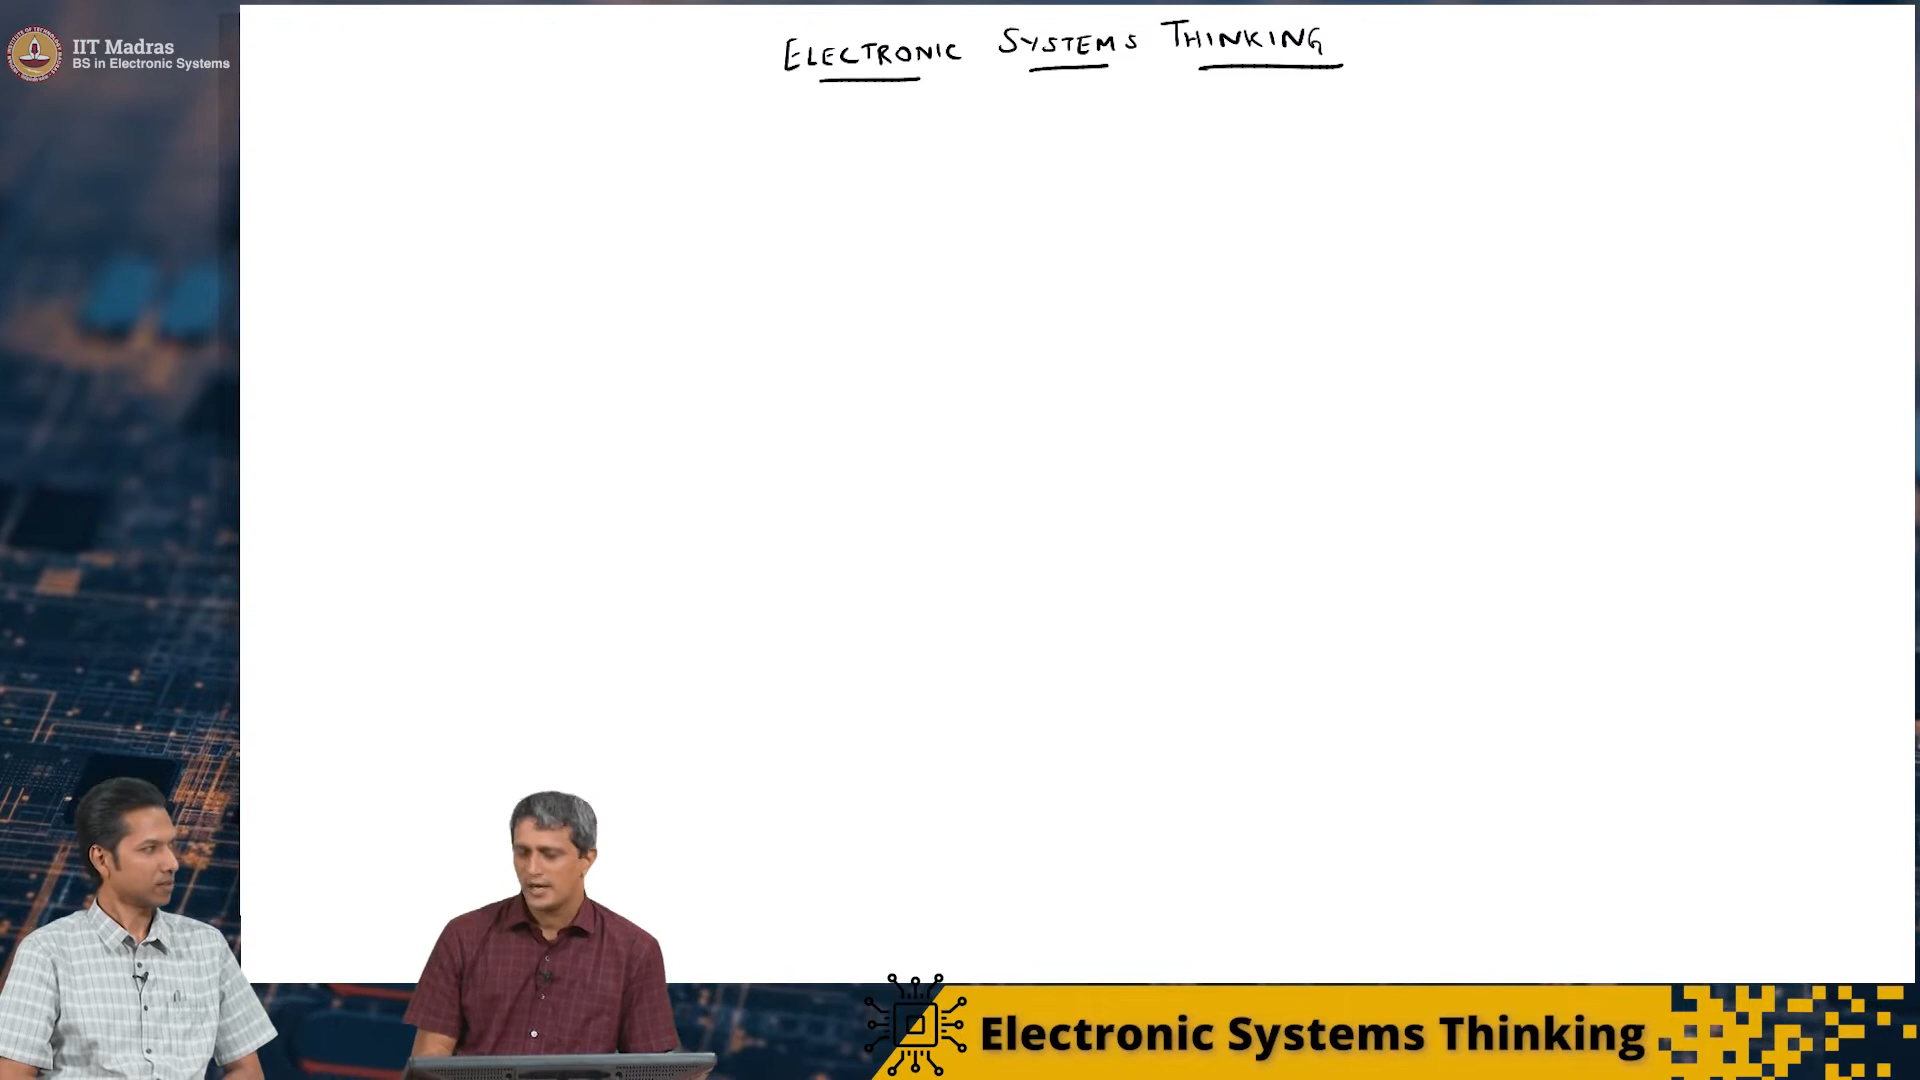 IIT Madras
BS in Electronic Systems
ELECTRONIC SYSTEMS THINKING
Electronic Systems Thinking